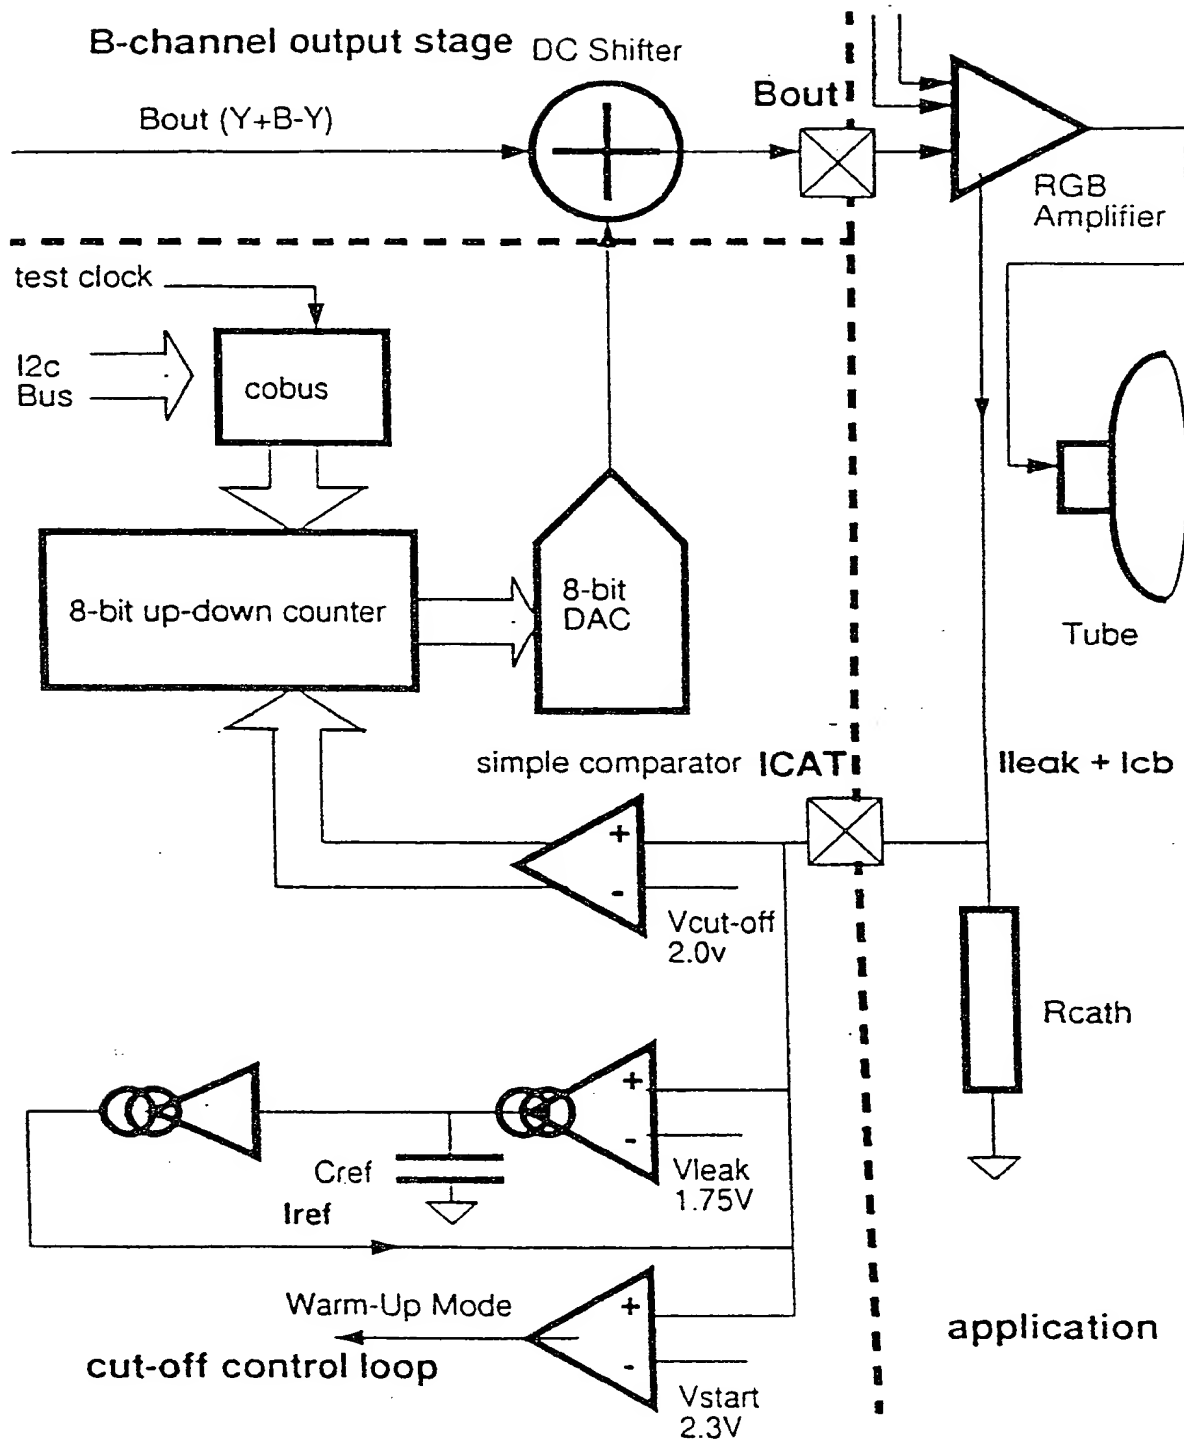 B-channel output stage
DC Shifter
Bout (Y+B-Y)
Bout
RGB
Amplifier
test clock
I2c
Bus
cobus
8-bit up-down counter
8-bit
DAC
Tube
simple comparator
ICAT
Ileak + Icb
+
-
Vcut-off
2.0v
Rcath
+
-
Cref
Vleak
1.75V
Iref
Warm-Up Mode
+
-
cut-off control loop
Vstart
2.3V
application